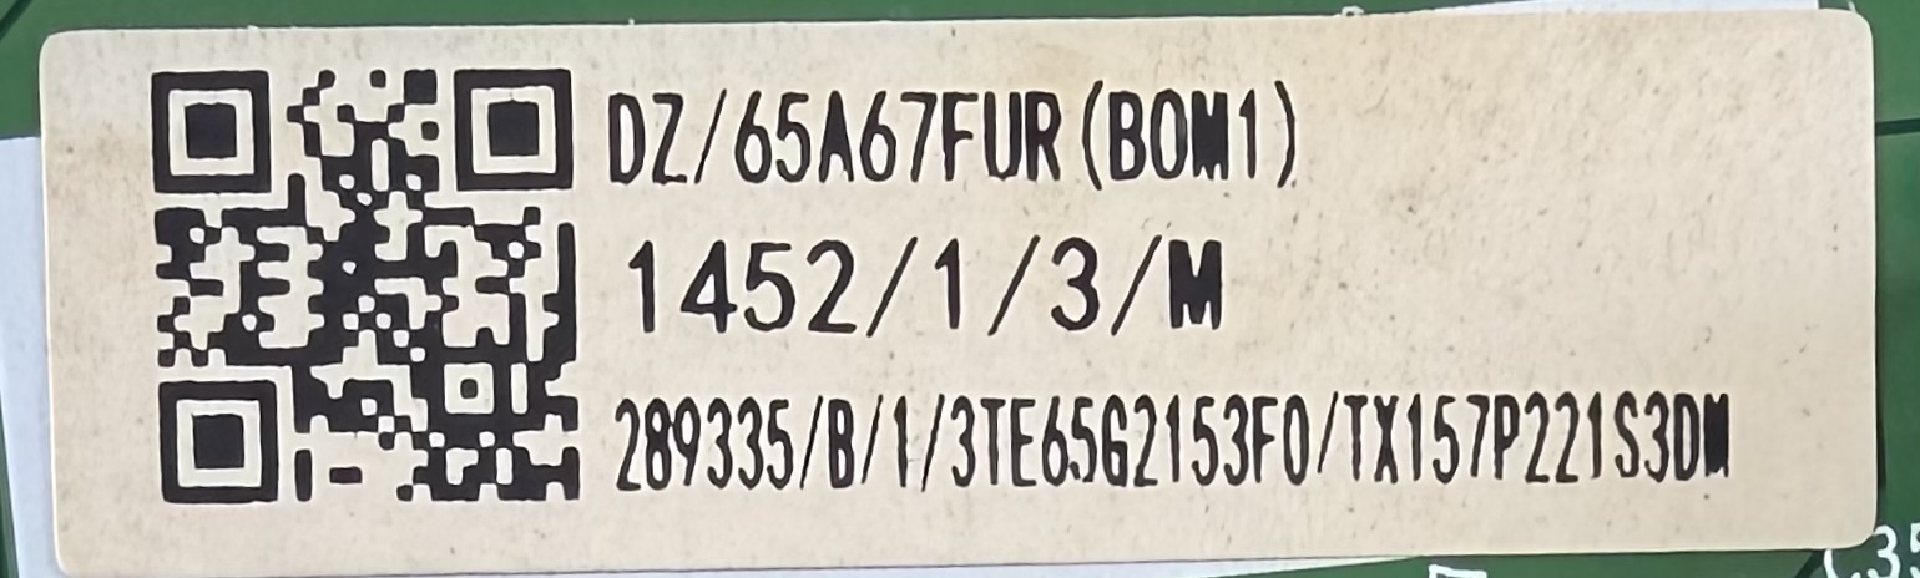 DZ/65A67FUR(BOM1)
1452/1/3/M
289335/B/1/3TE65G2153F0/TX157P221S3DM